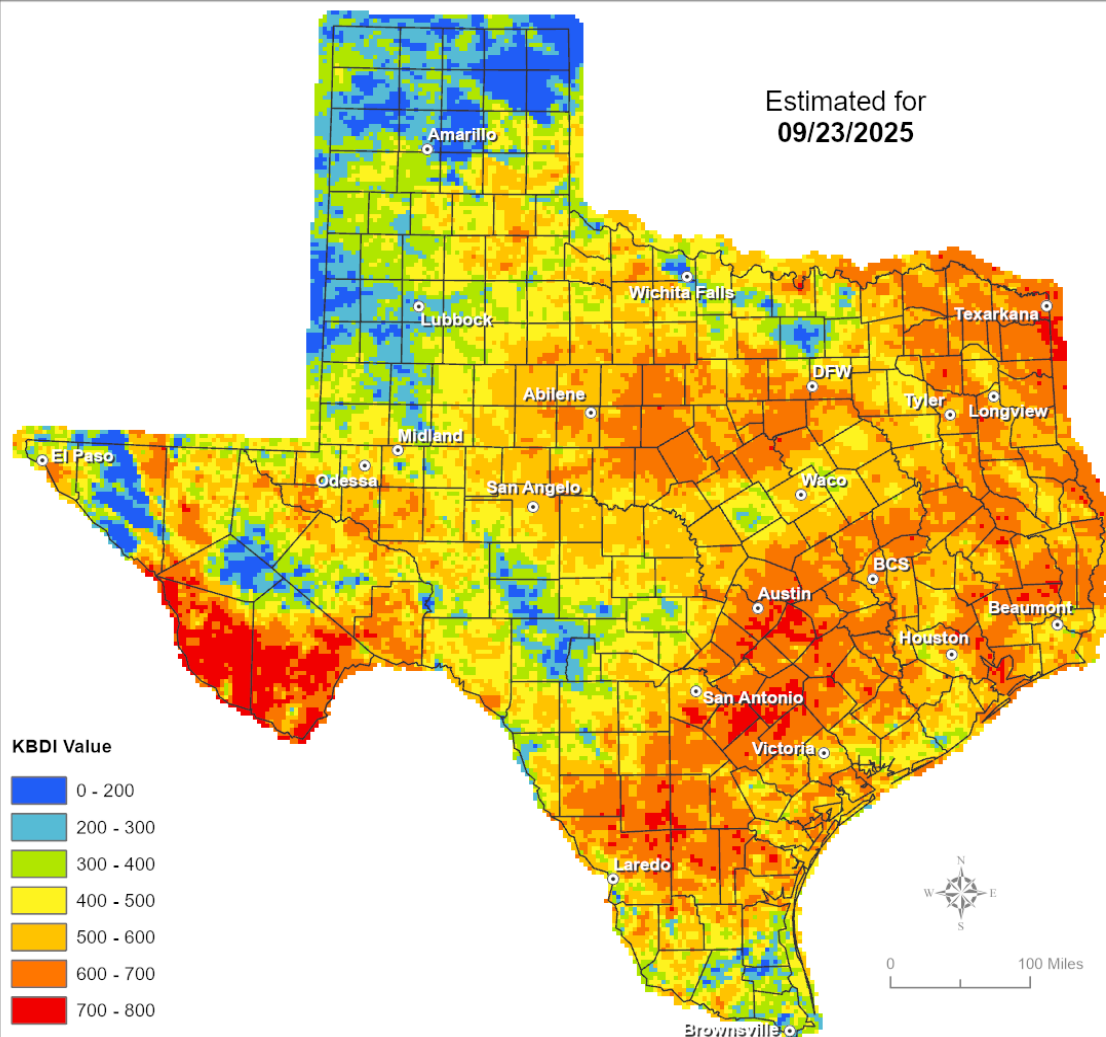 Estimated for
09/23/2025
Amarillo
Wichita Falls
Lubbock
Texarkana
DFW
Abilene
Tyler
Longview
Midland
El Paso
Odessa
San Angelo
Waco
BCS
Austin
Beaumont
Houston
San Antonio
Victoria
KBDI Value
0 - 200
200 - 300
300 - 400
400 - 500
500 - 600
600 - 700
700 - 800
Laredo
N
W E
S
0 100 Miles
Brownsville